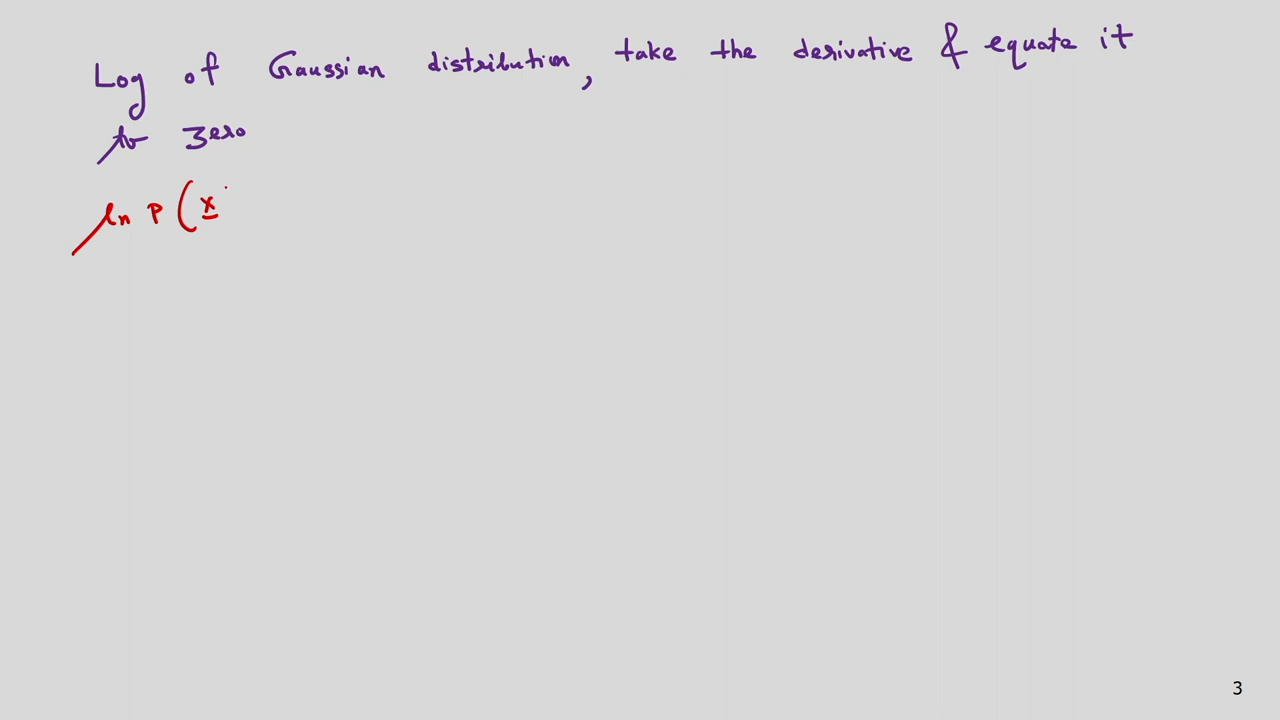 Log of Gaussian distribution, take the derivative & equate it
to zero
ln P (x
3